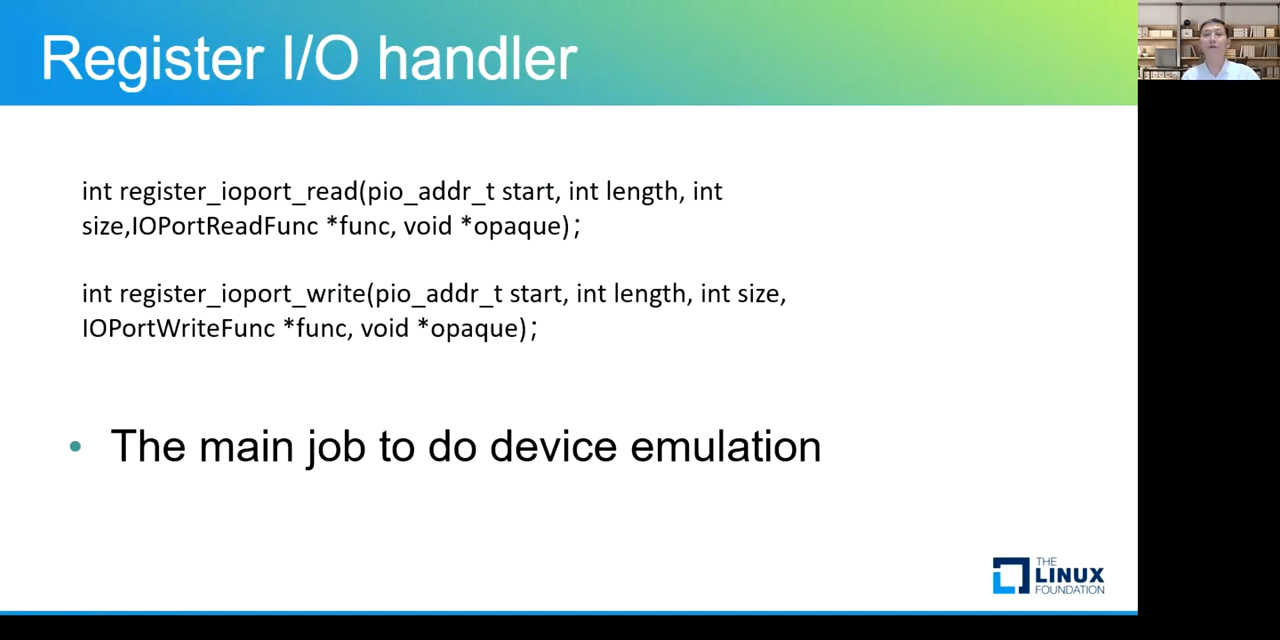 Register I/O handler
int register_ioport_read(pio_addr_t start, int length, int
size,IOPortReadFunc *func, void *opaque);
int register_ioport_write(pio_addr_t start, int length, int size,
IOPortWriteFunc *func, void *opaque);
• The main job to do device emulation
THE
LINUX
FOUNDATION